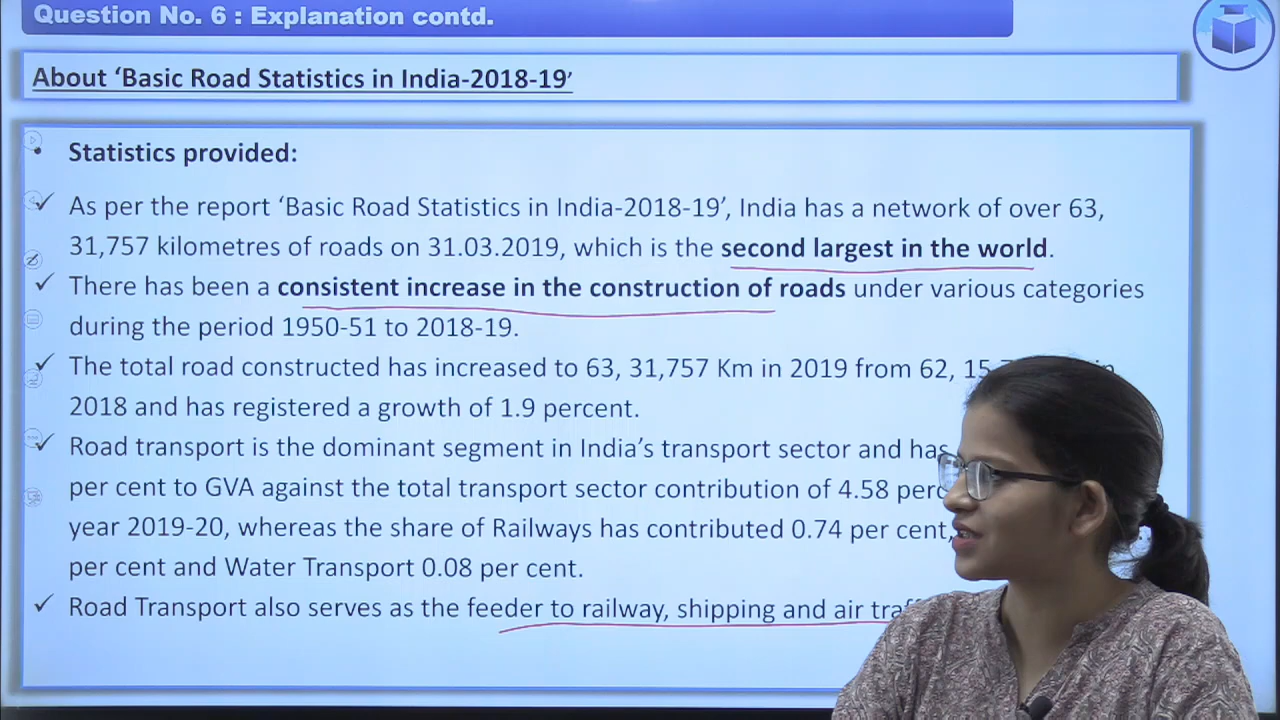 Question No. 6 : Explanation contd.
About ‘Basic Road Statistics in India-2018-19’
• Statistics provided:
✓ As per the report ‘Basic Road Statistics in India-2018-19’, India has a network of over 63,
31,757 kilometres of roads on 31.03.2019, which is the second largest in the world.
✓ There has been a consistent increase in the construction of roads under various categories
during the period 1950-51 to 2018-19.
✓ The total road constructed has increased to 63, 31,757 Km in 2019 from 62, 15
2018 and has registered a growth of 1.9 percent.
✓ Road transport is the dominant segment in India’s transport sector and has
per cent to GVA against the total transport sector contribution of 4.58
year 2019-20, whereas the share of Railways has contributed 0.74 per cent,
per cent and Water Transport 0.08 per cent.
✓ Road Transport also serves as the feeder to railway, shipping and air